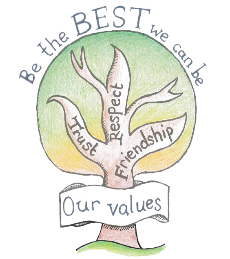 Be the BEST we can be
Trust
Respect
Friendship
Our values